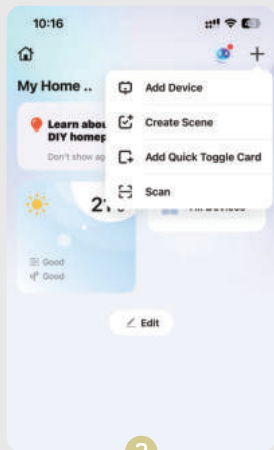 10:16
My Home ..
Add Device
Learn abou
DIY homep
Create Scene
Don't show ag
Add Quick Toggle Card
Scan
Good
Good
Edit